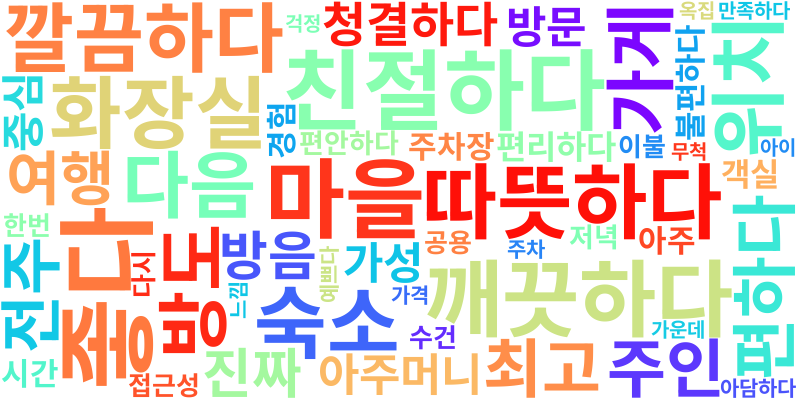 깔끔하다
걱정
청결하다
방문
옥집
만족하다
중심
화장실
친절하다
가게
불편하다
위치
경험
편안하다
주차장
편리하다
이불
무척
아이
여행
다음
마을
따뜻하다
객실
한번
좋다
전주
다시
방도
방음
느낌
예쁘다
가성
공용
주차
저녁
아주
편하다
숙소
가격
깨끗하다
수건
가운데
시간
접근성
진짜
아주머니
최고
주인
아담하다